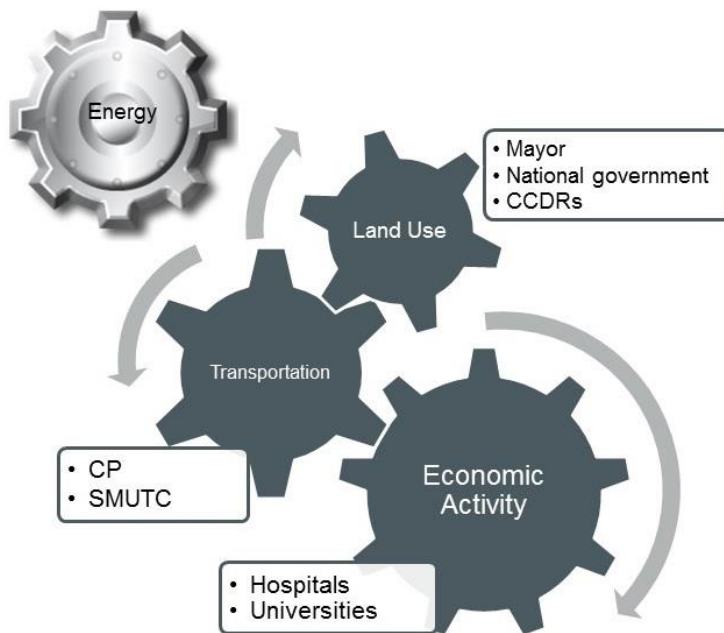 Energy
• Mayor
• National government
• CCDRs
Land Use
Transportation
• CP
• SMUTC
Economic
Activity
• Hospitals
• Universities